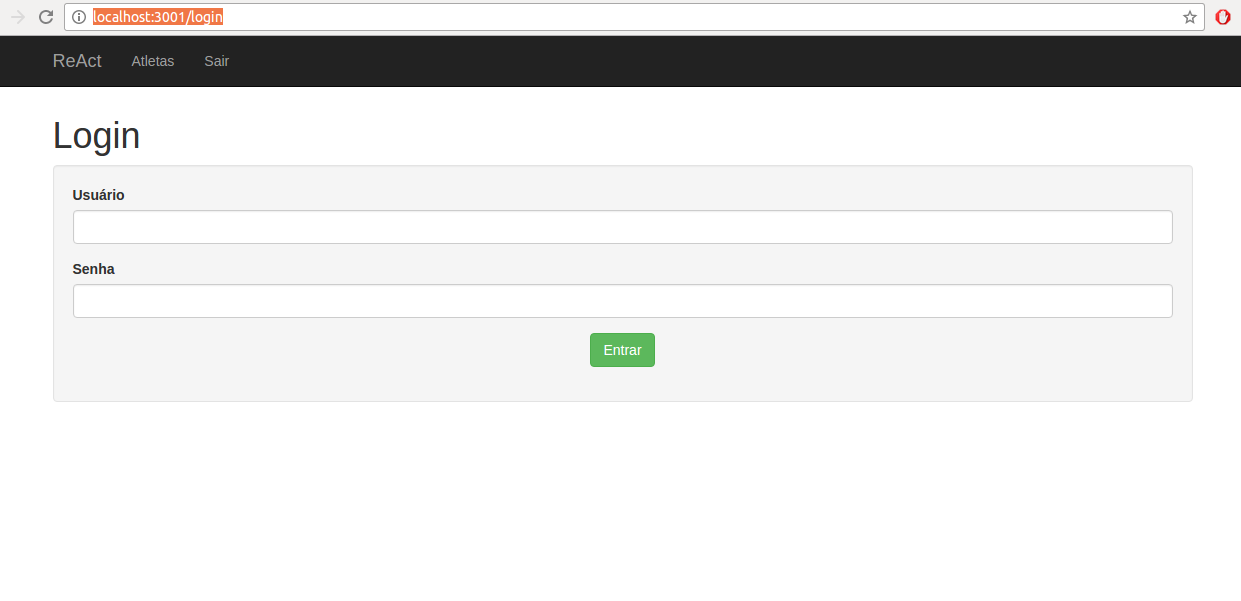 localhost:3001/login
ReAct Atletas Sair
Login
Usuário
Senha
Entrar